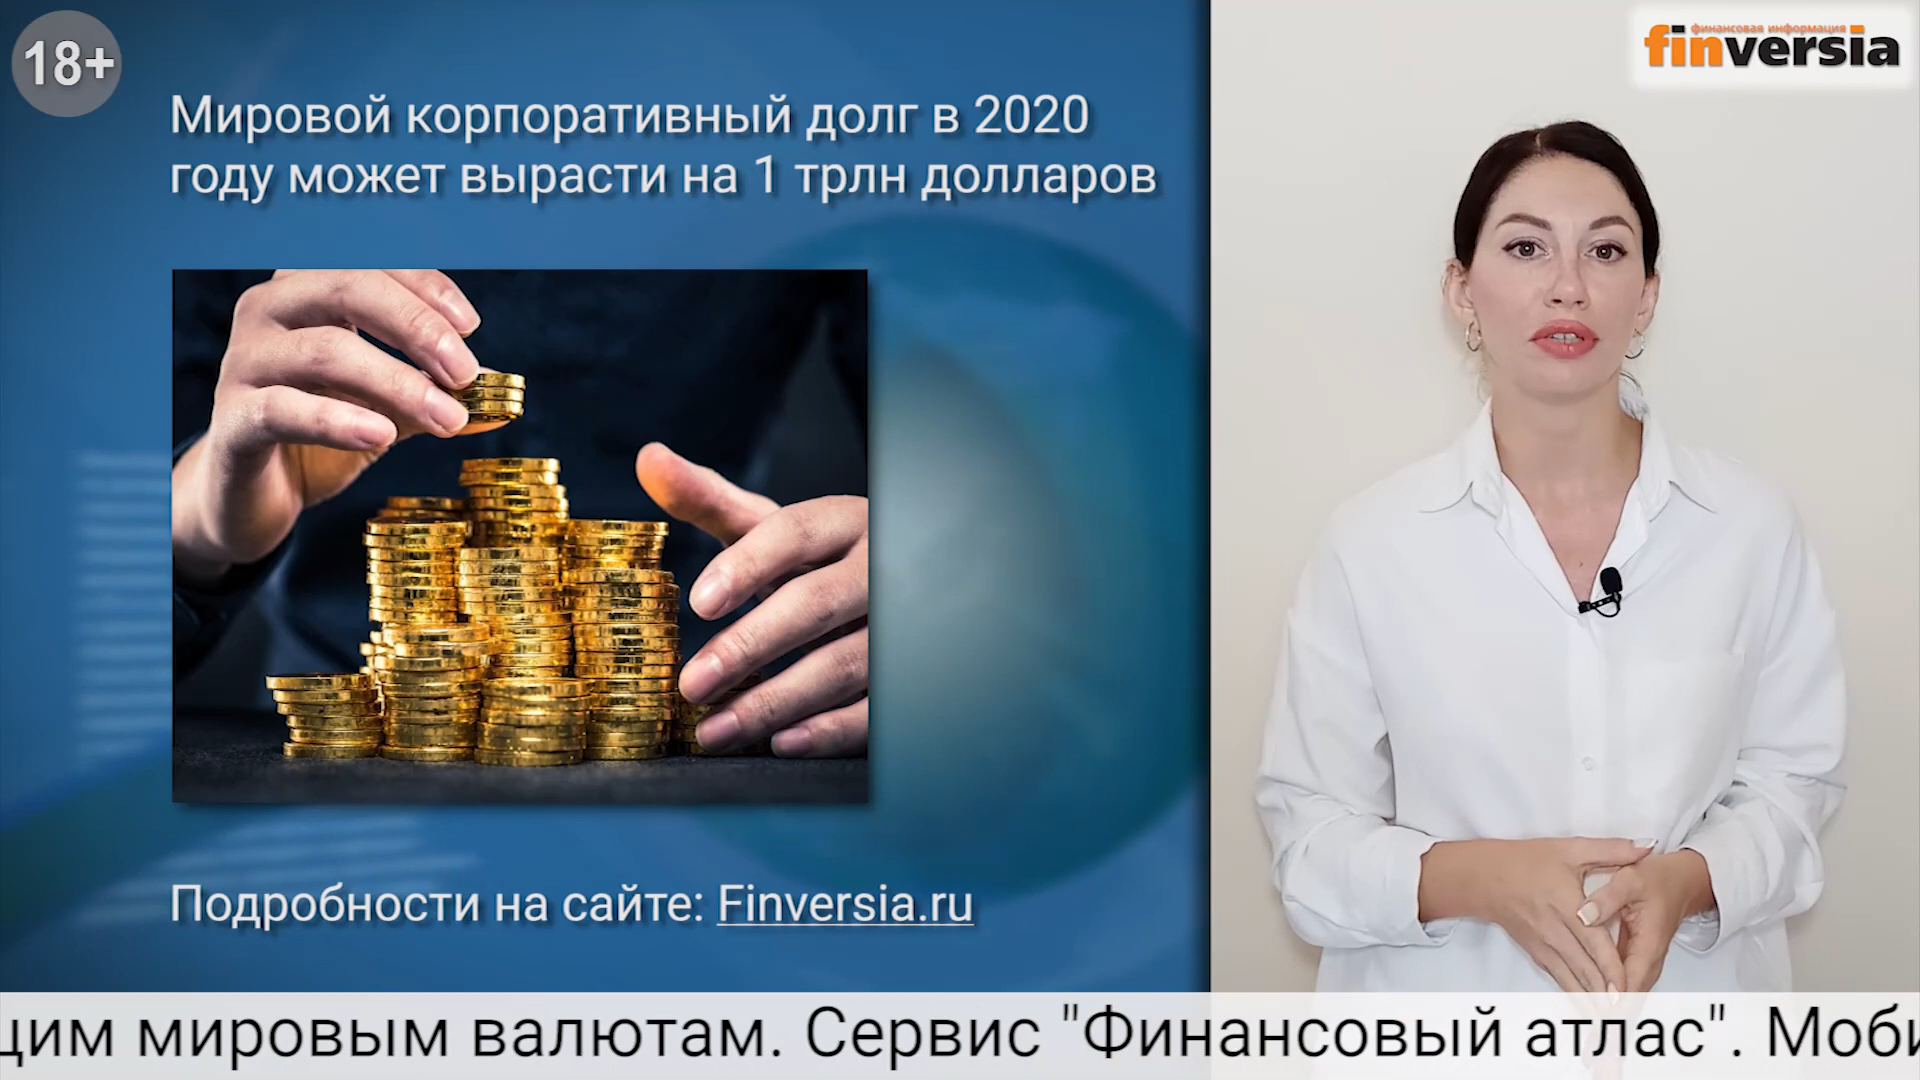 18+
финансовая информация
finversia
Мировой корпоративный долг в 2020
году может вырасти на 1 трлн долларов
Подробности на сайте: Finversia.ru
щим мировым валютам. Сервис "Финансовый атлас". Моби